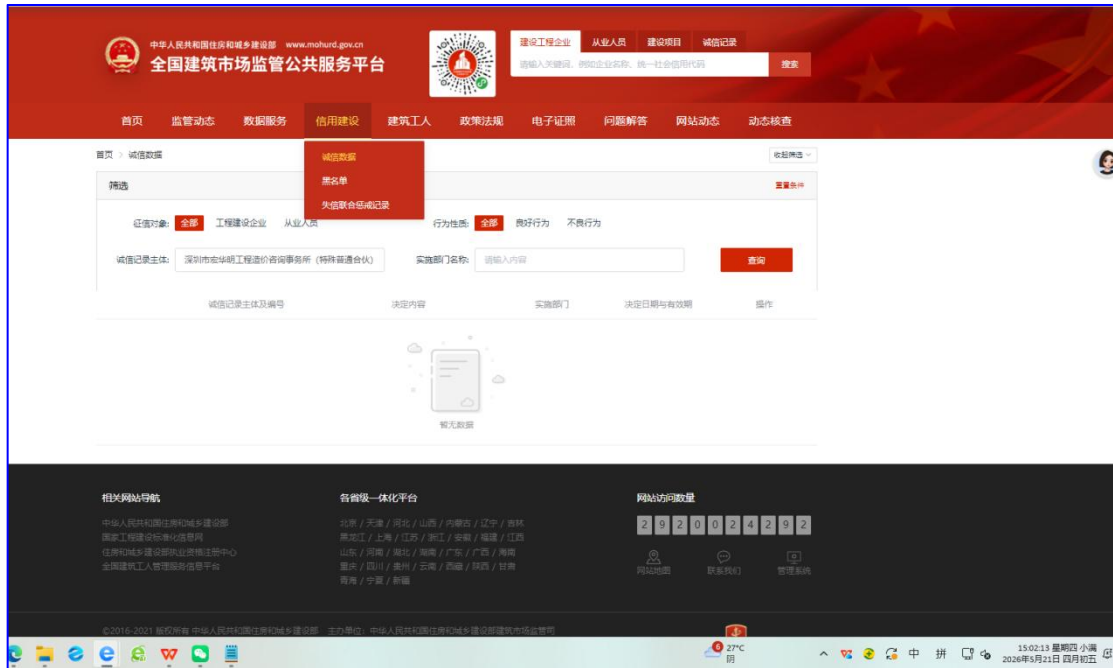 中华人民共和国住房和城乡建设部 www.mohurd.gov.cn
全国建筑市场监管公共服务平台
建设工程企业 从业人员 建设项目 诚信记录
请输入关键词，例如企业名称、统一社会信用代码 搜索
首页 监管动态 数据服务 信用建设 建筑工人 政策法规 电子证照 问题解答 网站动态 动态核查
首页 > 诚信数据 收起筛选
诚信数据
黑名单
失信联合惩戒记录
筛选 重置条件
征信对象: 全部 工程建设企业 从业人员 行为性质: 全部 良好行为 不良行为
诚信记录主体: 深圳市宏华明工程造价咨询事务所（特殊普通合伙） 实施部门名称: 请输入内容 查询
诚信记录主体及编号 决定内容 实施部门 决定日期与有效期 操作
暂无数据
相关网站导航 各省级一体化平台 网站访问数量
中华人民共和国住房和城乡建设部
国家工程建设标准化信息网
住房和城乡建设部执业资格注册中心
全国建筑工人管理服务信息平台
北京 / 天津 / 河北 / 山西 / 内蒙古 / 辽宁 / 吉林
黑龙江 / 上海 / 江苏 / 浙江 / 安徽 / 福建 / 江西
山东 / 河南 / 湖北 / 湖南 / 广东 / 广西 / 海南
重庆 / 四川 / 贵州 / 云南 / 西藏 / 陕西 / 甘肃
青海 / 宁夏 / 新疆
2 9 2 0 0 2 4 2 9 2
网站地图 联系我们 管理系统
©2016-2021 版权所有 中华人民共和国住房和城乡建设部 主办单位：中华人民共和国住房和城乡建设部建筑市场监管司
6 27°C
阴
中 拼
15:02:13 星期四 小满
2026年5月21日 四月初五